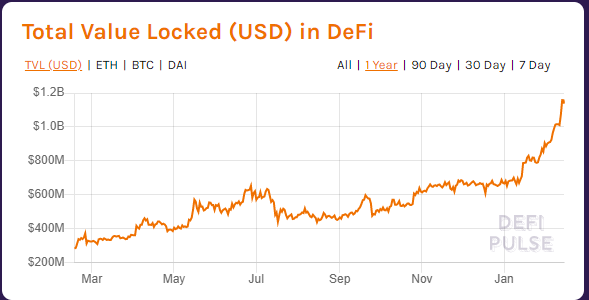 Total Value Locked (USD) in DeFi
TVL (USD) | ETH | BTC | DAI
All | 1 Year | 90 Day | 30 Day | 7 Day
$1.2B
$1.0B
$800M
$600M
$400M
$200M
DEFI
PULSE
Mar May Jul Sep Nov Jan